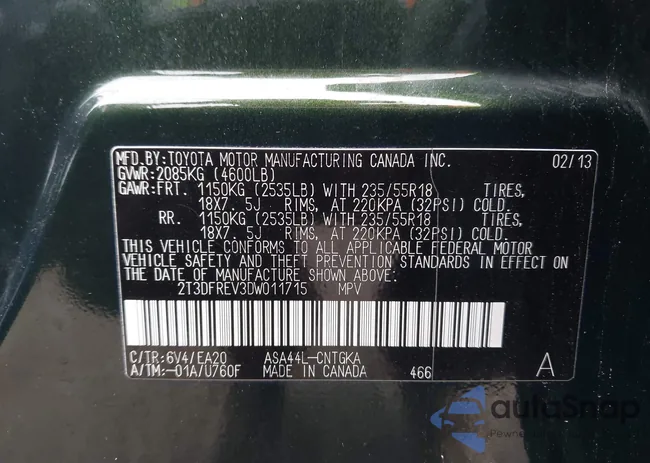 MFD.BY:TOYOTA MOTOR MANUFACTURING CANADA INC. 02/13
GVWR:2085KG (4600LB)
GAWR:FRT. 1150KG (2535LB) WITH 235/55R18 TIRES,
18X7. 5J RIMS, AT 220KPA (32PSI) COLD.
RR. 1150KG (2535LB) WITH 235/55R18 TIRES,
18X7. 5J RIMS, AT 220KPA (32PSI) COLD.
THIS VEHICLE CONFORMS TO ALL APPLICABLE FEDERAL MOTOR
VEHICLE SAFETY AND THEFT PREVENTION STANDARDS IN EFFECT ON
THE DATE OF MANUFACTURE SHOWN ABOVE.
2T3DFREV3DW011715 MPV
C/TR:6V4/EA20 ASA44L-CNTGKA A
A/TM:-01A/U760F MADE IN CANADA 466
autoSnap